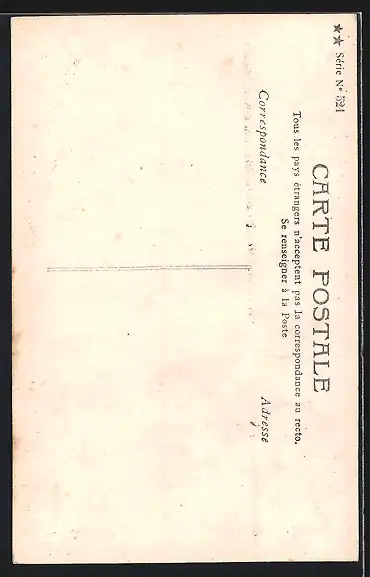 ★★ Série N° 521
CARTE POSTALE
Tous les pays étrangers n'acceptent pas la correspondance au recto.
Se renseigner à la Poste
Correspondance
Adresse